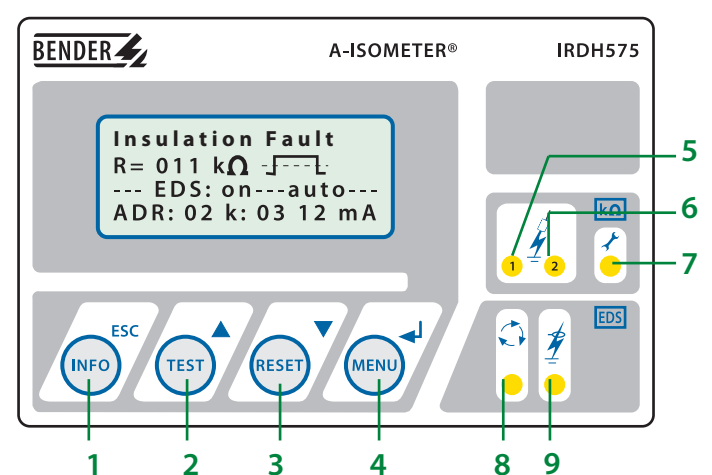 BENDER A-ISOMETER® IRDH575
Insulation Fault
R= 011 kΩ
--- EDS: on---auto---
ADR: 02 k: 03 12 mA
5
6
kΩ
1 2
7
EDS
ESC
INFO TEST RESET MENU
1 2 3 4 8 9